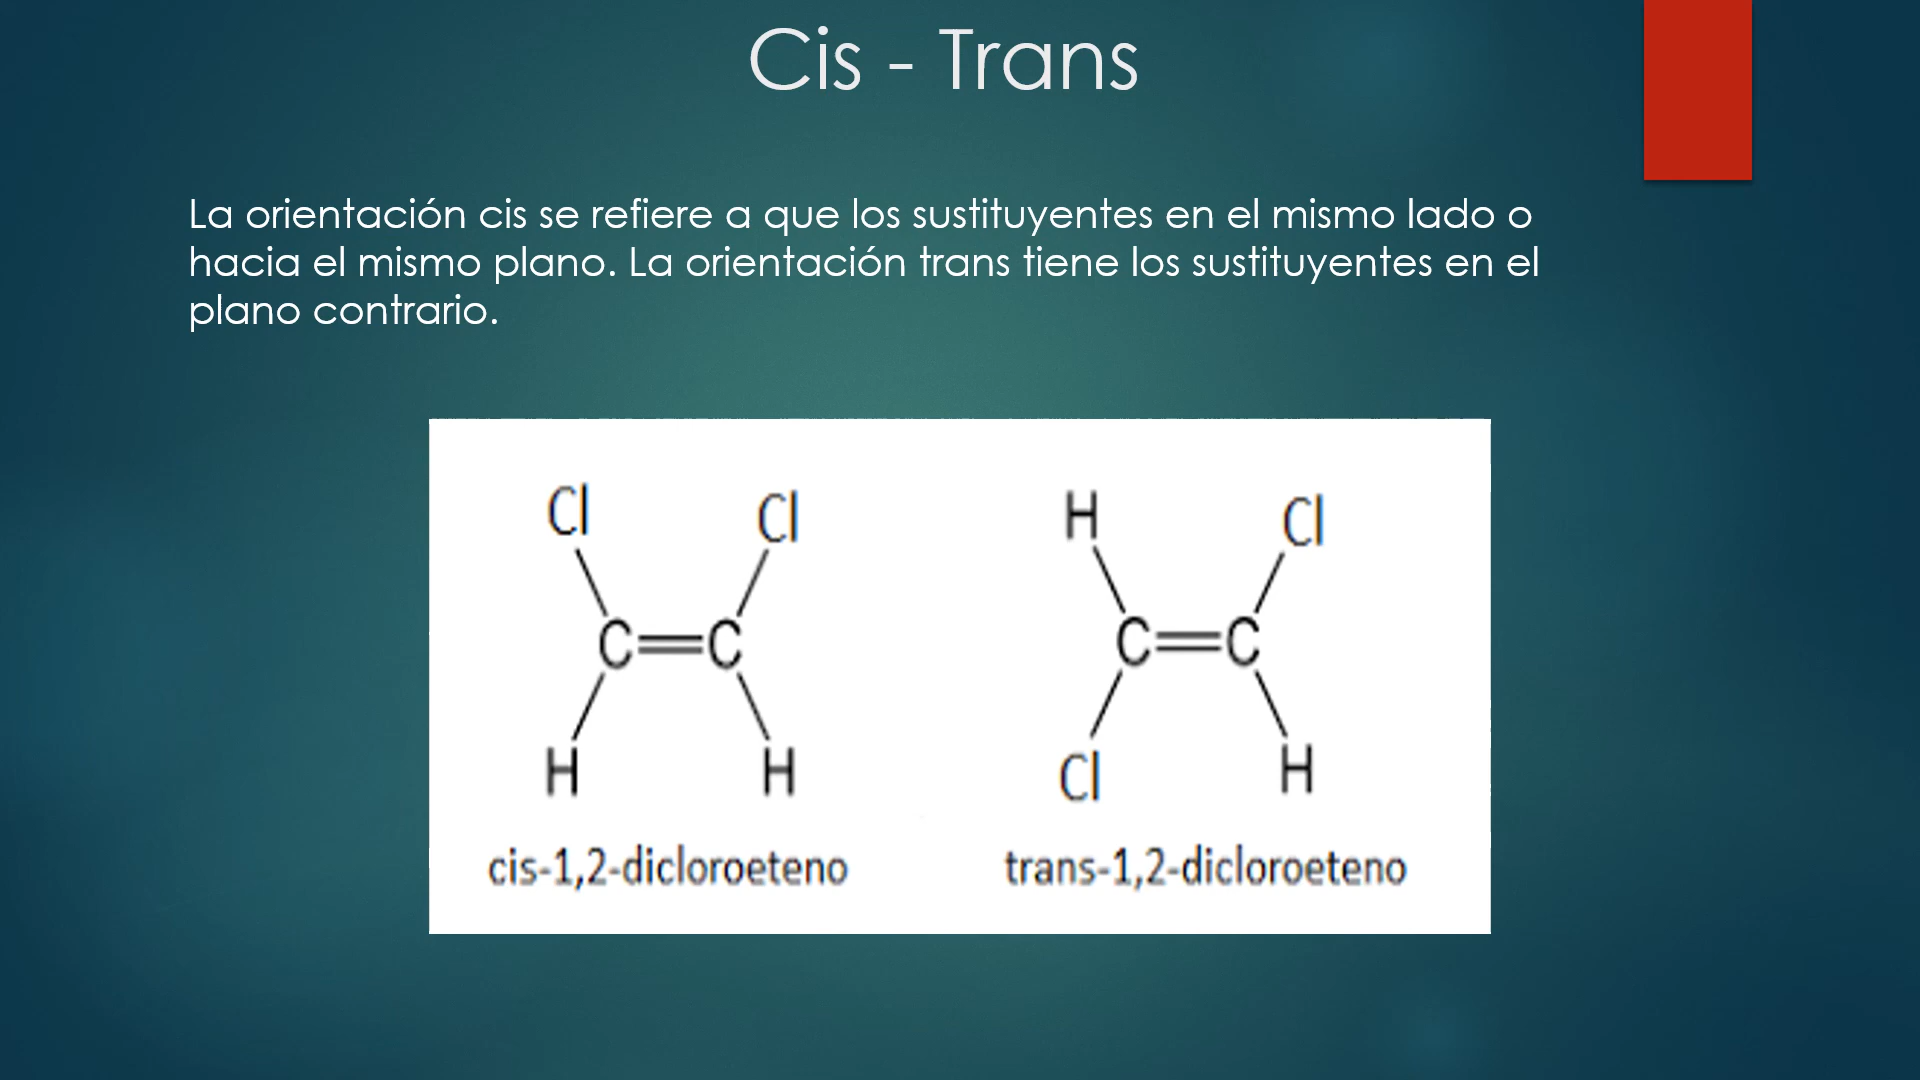 Cis - Trans
La orientación cis se refiere a que los sustituyentes en el mismo lado o
hacia el mismo plano. La orientación trans tiene los sustituyentes en el
plano contrario.
Cl Cl
C C
H H
cis-1,2-dicloroeteno
H Cl
C C
Cl H
trans-1,2-dicloroeteno